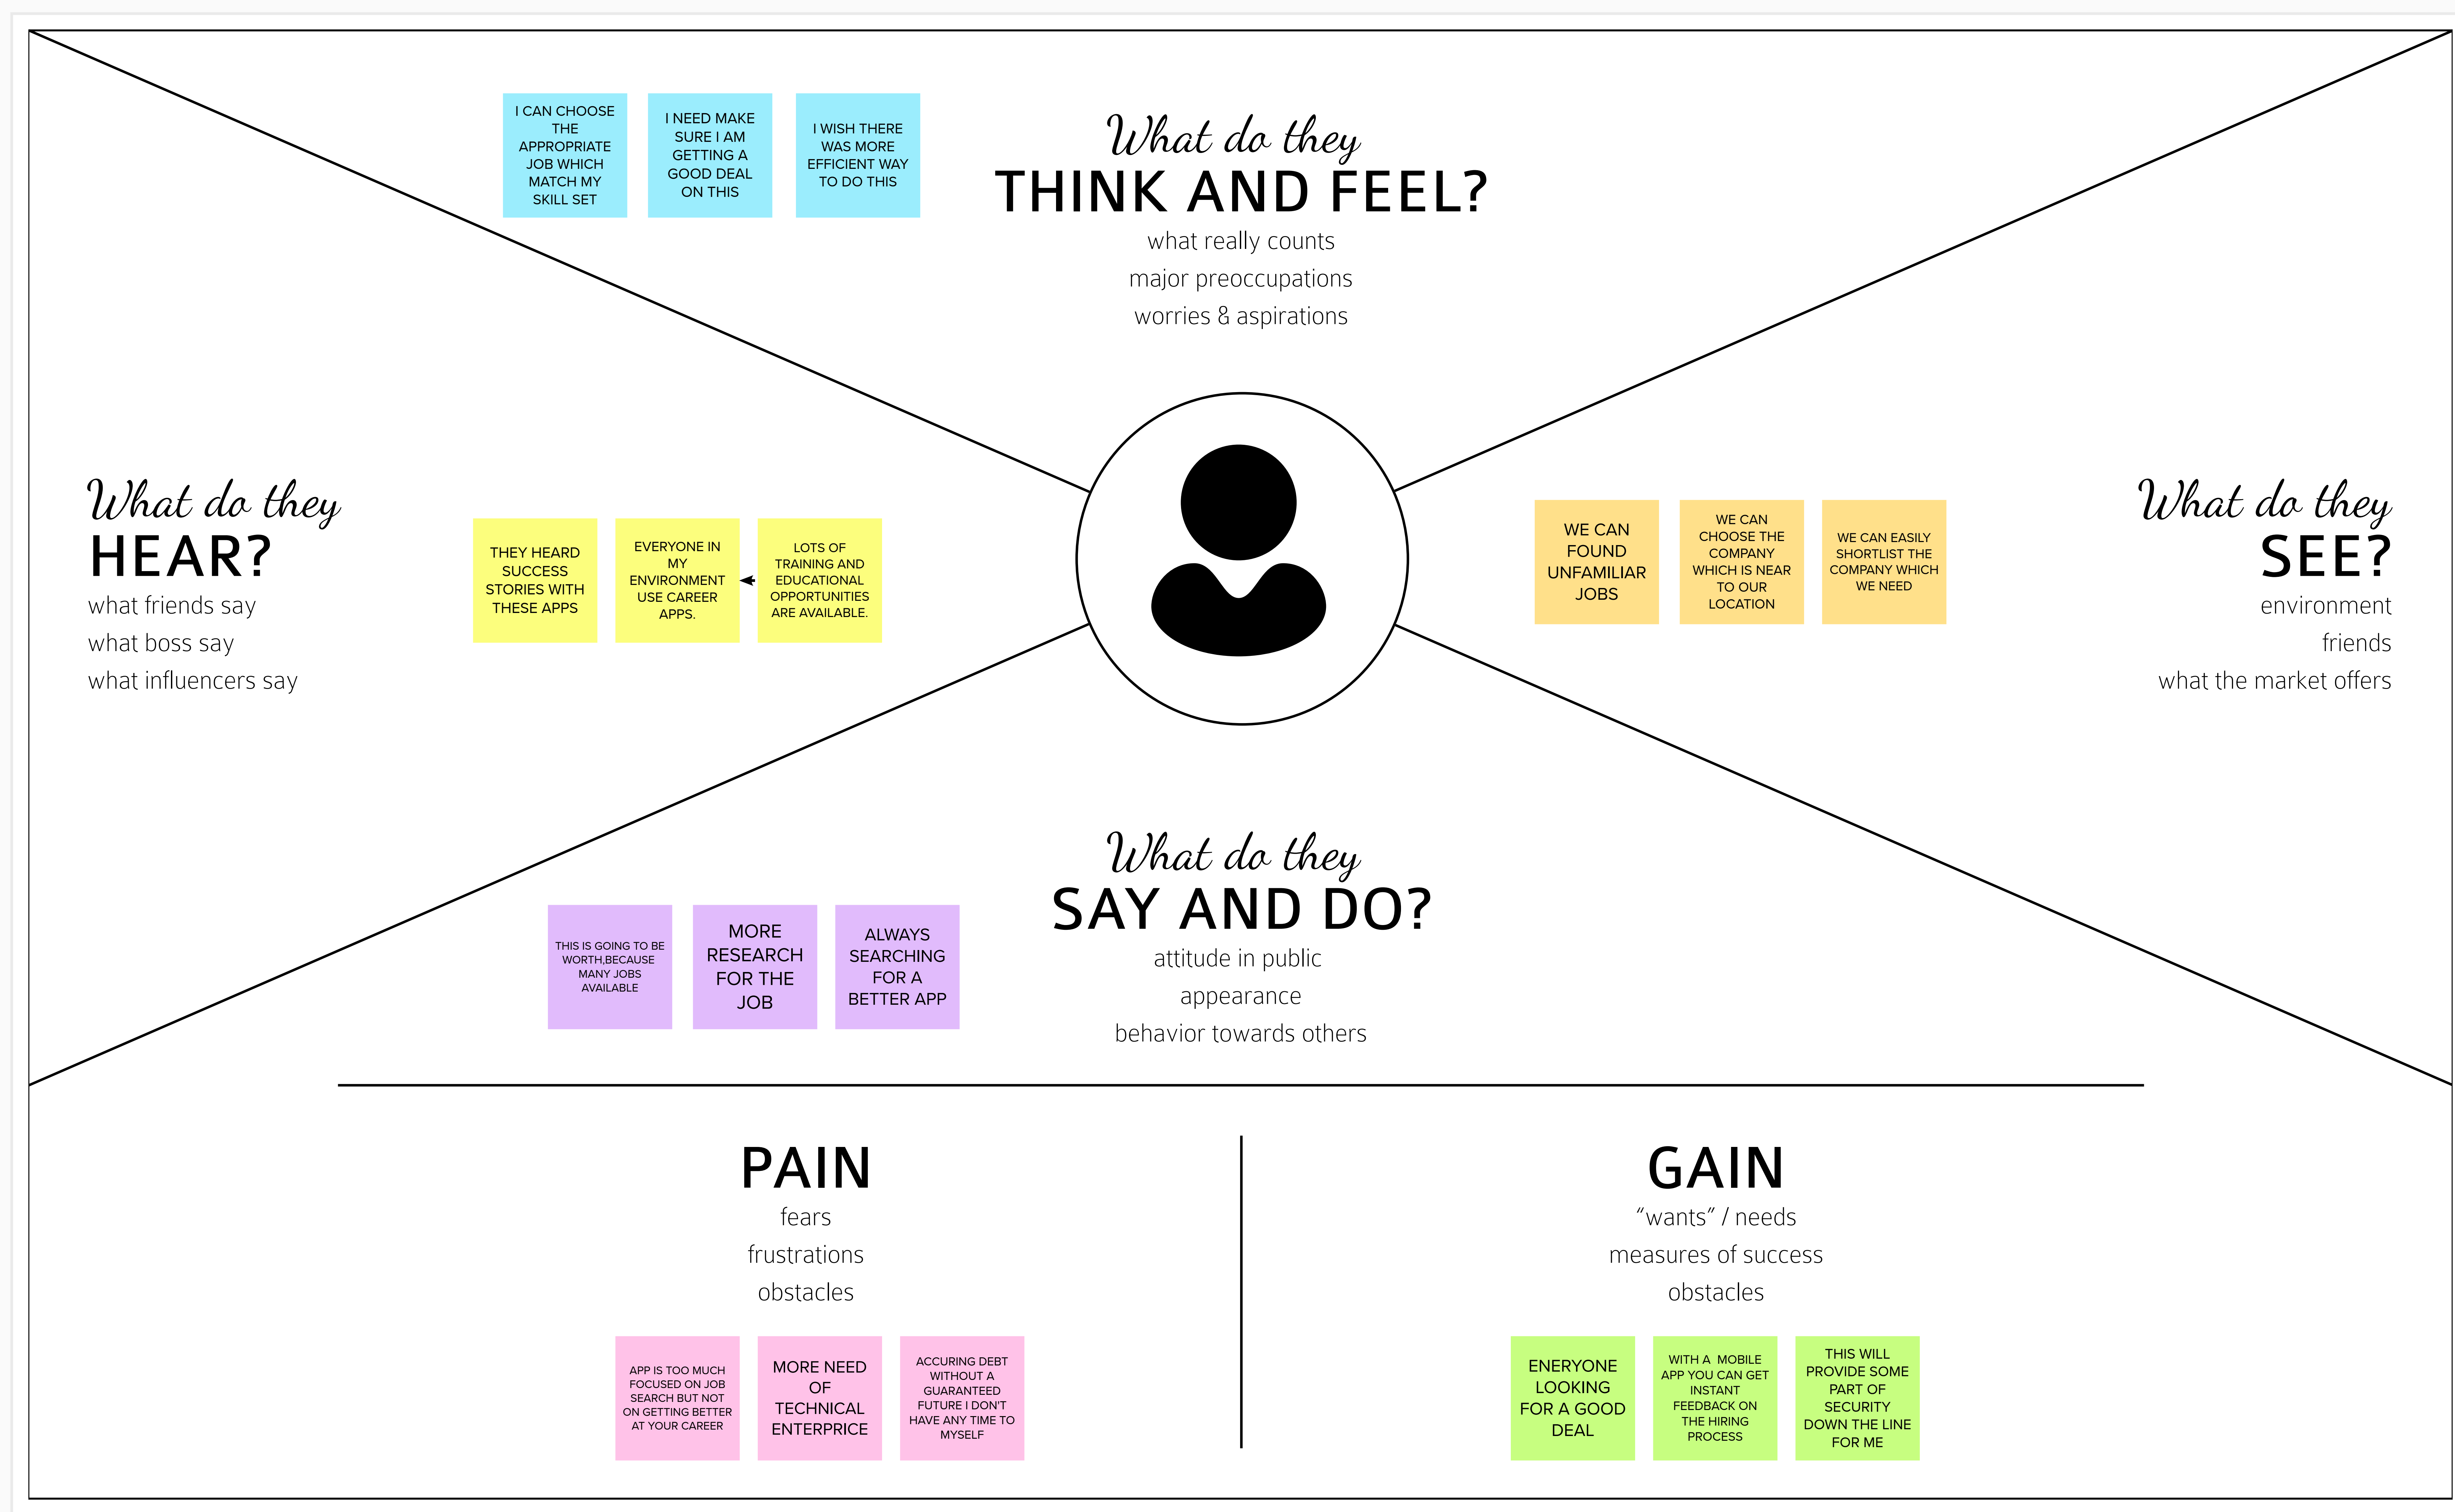 I CAN CHOOSE
THE
APPROPRIATE
JOB WHICH
MATCH MY
SKILL SET
I NEED MAKE
SURE I AM
GETTING A
GOOD DEAL
ON THIS
I WISH THERE
WAS MORE
EFFICIENT WAY
TO DO THIS
What do they
THINK AND FEEL?
what really counts
major preoccupations
worries & aspirations
What do they
HEAR?
what friends say
what boss say
what influencers say
THEY HEARD
SUCCESS
STORIES WITH
THESE APPS
EVERYONE IN
MY
ENVIRONMENT
USE CAREER
APPS.
LOTS OF
TRAINING AND
EDUCATIONAL
OPPORTUNITIES
ARE AVAILABLE.
WE CAN
FOUND
UNFAMILIAR
JOBS
WE CAN
CHOOSE THE
COMPANY
WHICH IS NEAR
TO OUR
LOCATION
WE CAN EASILY
SHORTLIST THE
COMPANY WHICH
WE NEED
What do they
SEE?
environment
friends
what the market offers
What do they
SAY AND DO?
attitude in public
appearance
behavior towards others
THIS IS GOING TO BE
WORTH,BECAUSE
MANY JOBS
AVAILABLE
MORE
RESEARCH
FOR THE
JOB
ALWAYS
SEARCHING
FOR A
BETTER APP
PAIN
fears
frustrations
obstacles
APP IS TOO MUCH
FOCUSED ON JOB
SEARCH BUT NOT
ON GETTING BETTER
AT YOUR CAREER
MORE NEED
OF
TECHNICAL
ENTERPRICE
ACCURING DEBT
WITHOUT A
GUARANTEED
FUTURE I DON'T
HAVE ANY TIME TO
MYSELF
GAIN
“wants” / needs
measures of success
obstacles
ENERYONE
LOOKING
FOR A GOOD
DEAL
WITH A  MOBILE
APP YOU CAN GET
INSTANT
FEEDBACK ON
THE HIRING
PROCESS
THIS WILL
PROVIDE SOME
PART OF
SECURITY
DOWN THE LINE
FOR ME